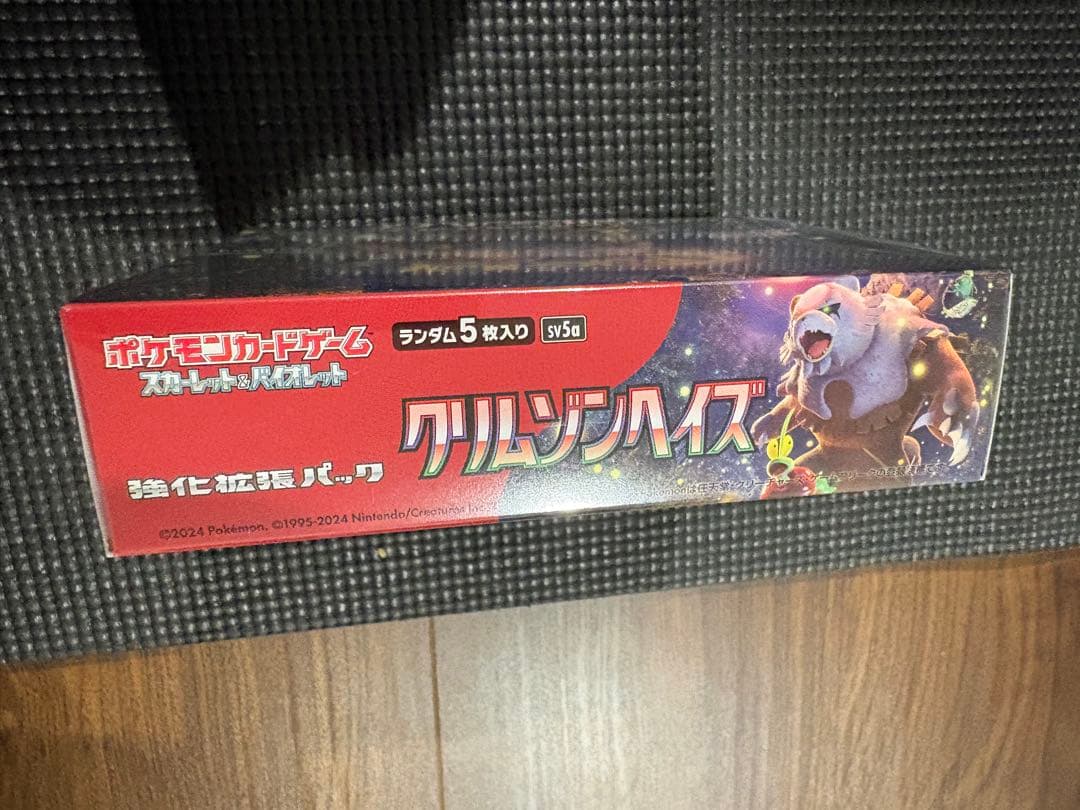 ポケモンカードゲーム
スカーレット&バイオレット
ランダム5枚入り sv5a
クリムゾンヘイズ
強化拡張パック
©2024 Pokémon. ©1995-2024 Nintendo/Creatures Inc.